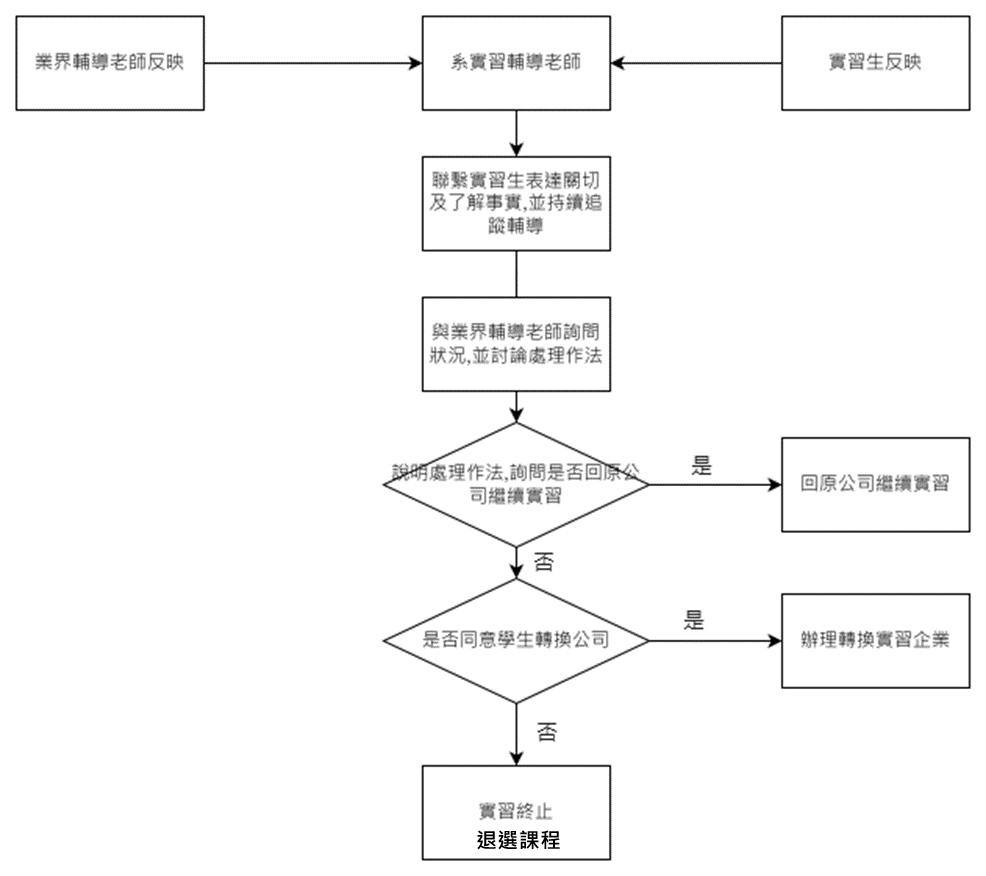 業界輔導老師反映
系實習輔導老師
實習生反映
聯繫實習生表達關切
及了解事實,並持續追
蹤輔導
與業界輔導老師詢問
狀況,並討論處理作法
說明處理作法,詢問是否回原公
司繼續實習
是
回原公司繼續實習
否
是否同意學生轉換公司
是
辦理轉換實習企業
否
實習終止
退選課程